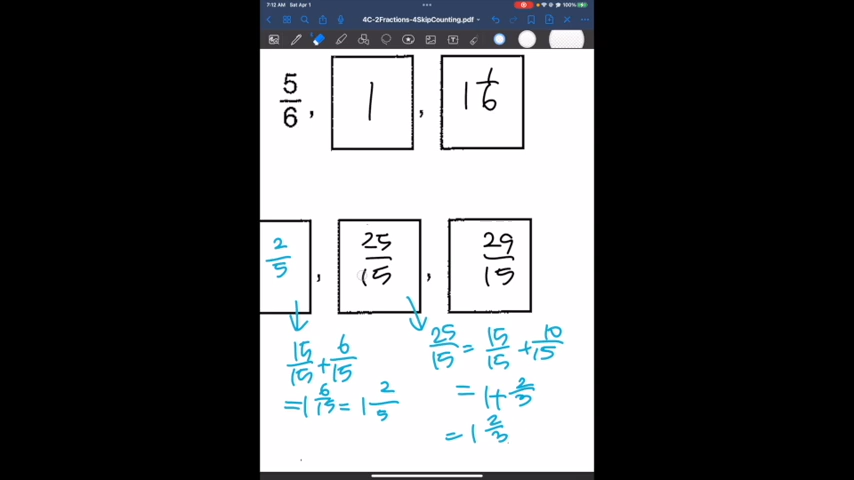 7:12 AM Sat Apr 1
100%
4C-2Fractions-4SkipCounting.pdf
5/6, 1, 1 1/6
2/5, 25/15, 29/15
15/15 + 6/15
= 1 6/15 = 1 2/5
25/15 = 15/15 + 10/15
= 1 + 2/3
= 1 2/3